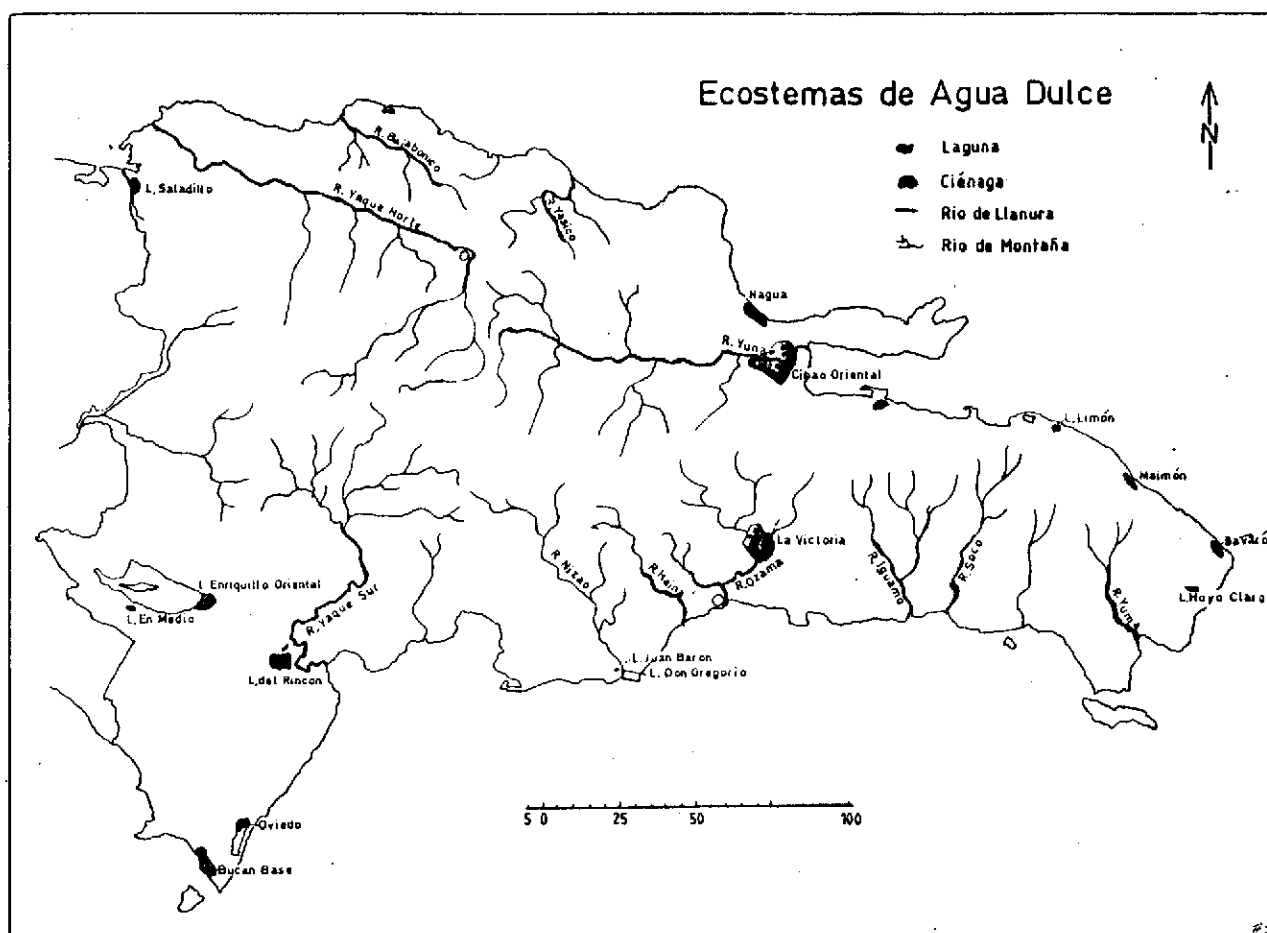 Ecostemas de Agua Dulce
N
Laguna
Ciénaga
Rio de Llanura
Rio de Montaña
R. Bajabonico
L. Saladillo
R. Yaque Norte
R. Yasica
Nagua
R. Yuna
Cibao Oriental
L. Limón
Maimón
Bavaro
La Victoria
R. Ozama
R. Haina
R. Nizao
R. Iguamo
R. Soco
R. Yuma
L. Hoyo Claro
L. Enriquillo Oriental
L. En Medio
R. Yaque Sur
L. del Rincon
L. Juan Baron
L. Don Gregorio
Oviedo
Bucan Base
5 0 25 50 100